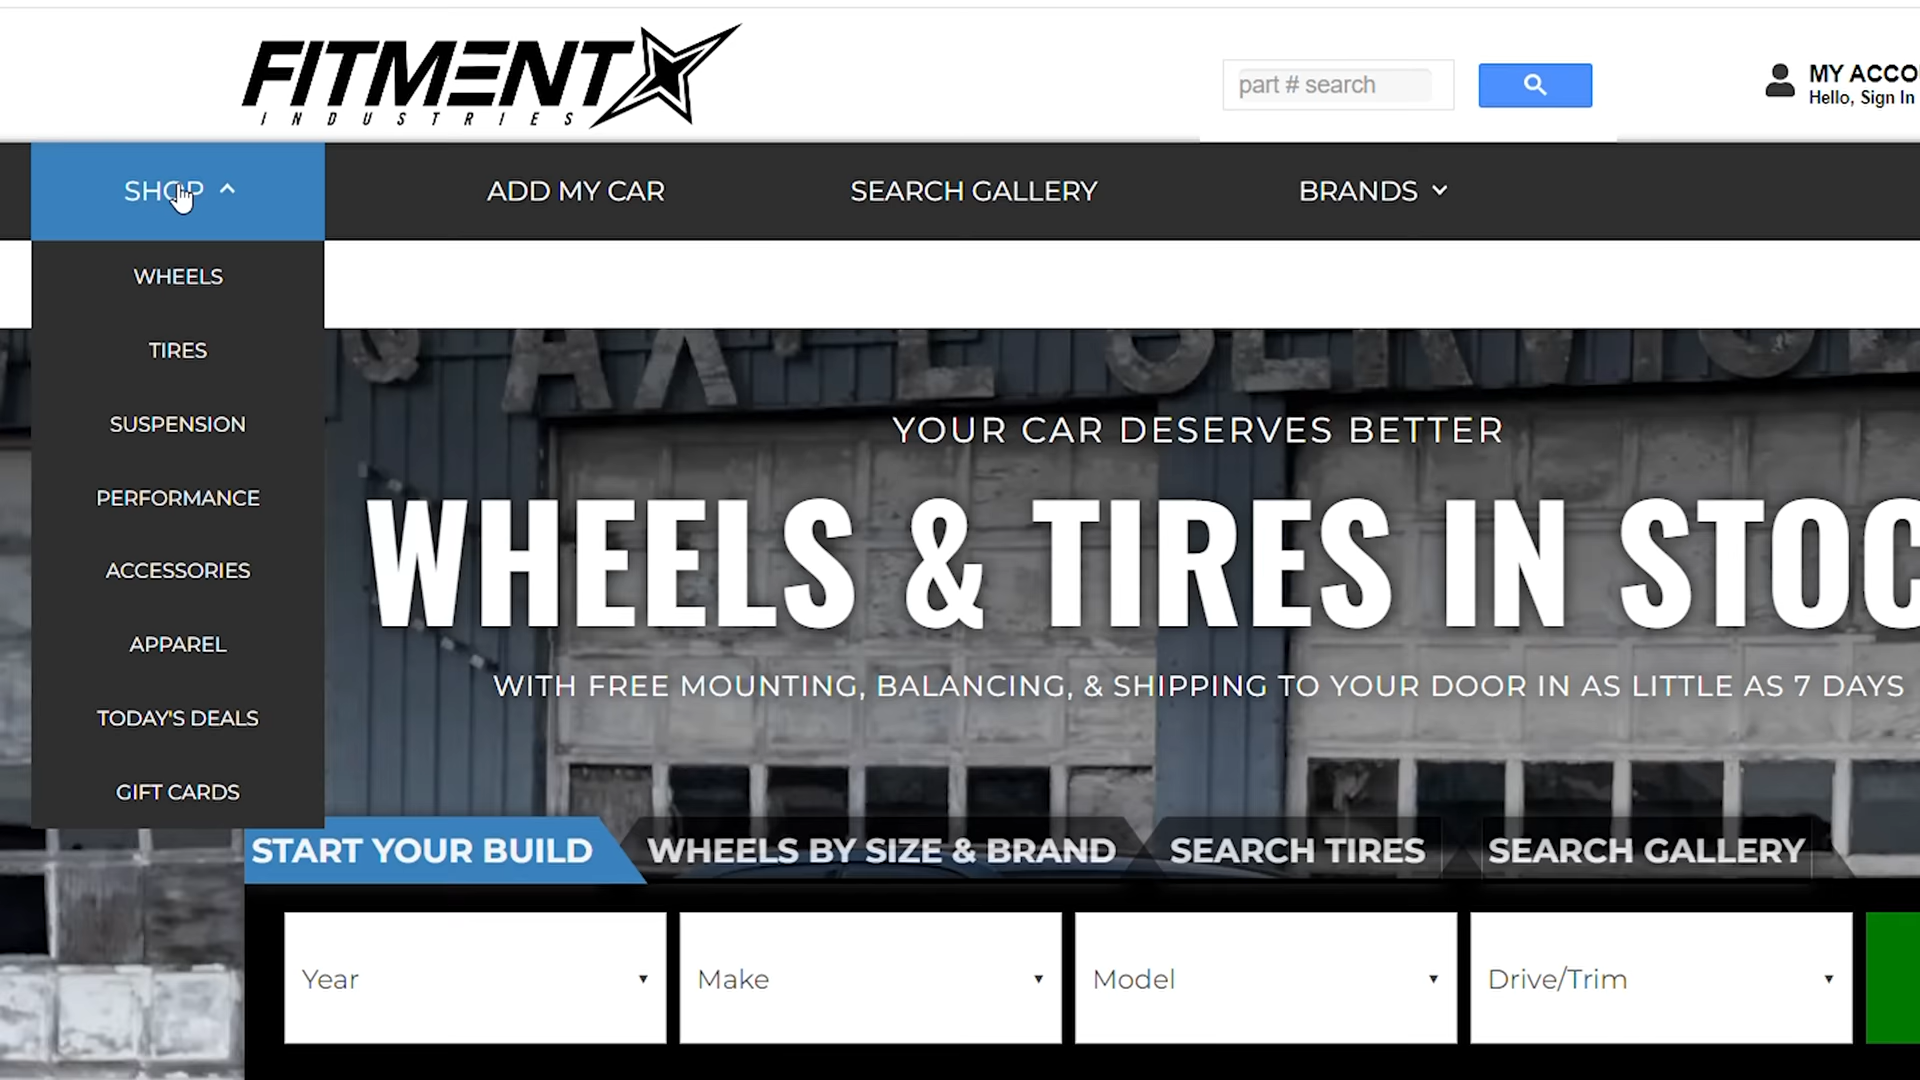 FITMENT
INDUSTRIES
part # search
MY ACCO
Hello, Sign In
SHOP
ADD MY CAR
SEARCH GALLERY
BRANDS
WHEELS
TIRES
SUSPENSION
PERFORMANCE
ACCESSORIES
APPAREL
TODAY'S DEALS
GIFT CARDS
YOUR CAR DESERVES BETTER
WHEELS & TIRES IN STOC
WITH FREE MOUNTING, BALANCING, & SHIPPING TO YOUR DOOR IN AS LITTLE AS 7 DAYS
START YOUR BUILD
WHEELS BY SIZE & BRAND
SEARCH TIRES
SEARCH GALLERY
Year
Make
Model
Drive/Trim